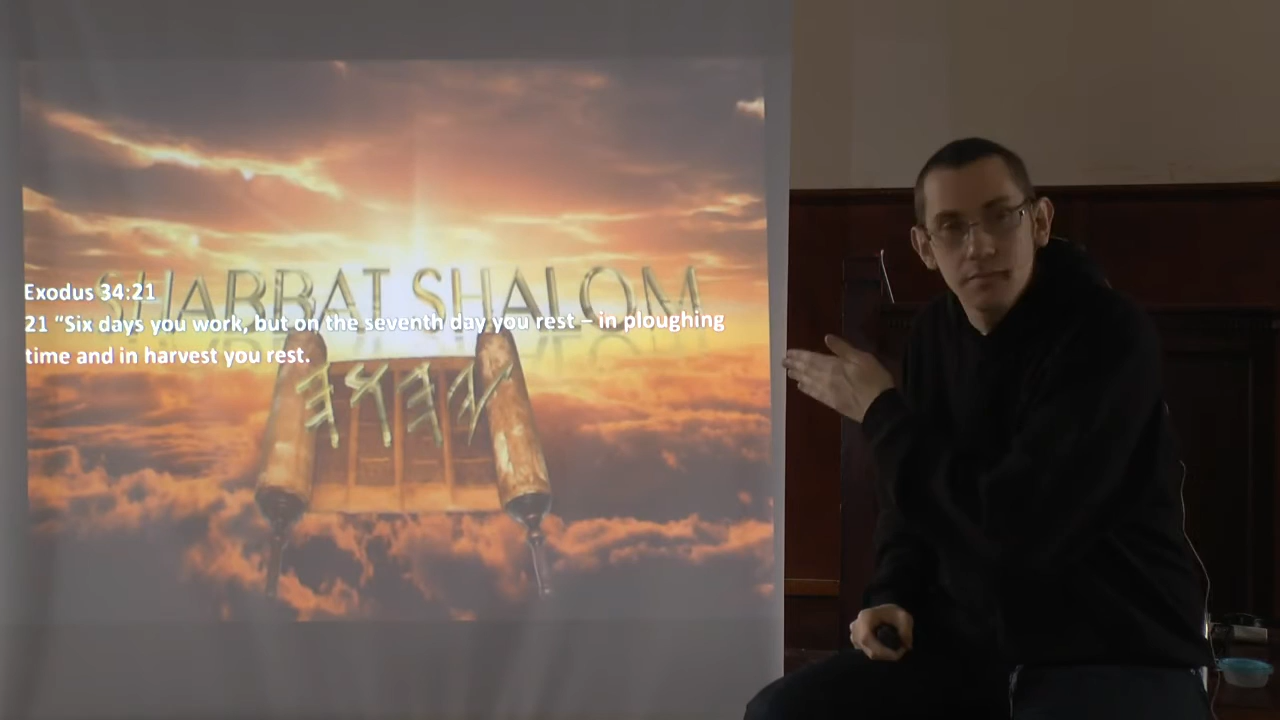 SHABBAT SHALOM
Exodus 34:21
21 “Six days you work, but on the seventh day you rest – in ploughing
time and in harvest you rest.
𐤉𐤄𐤅𐤄